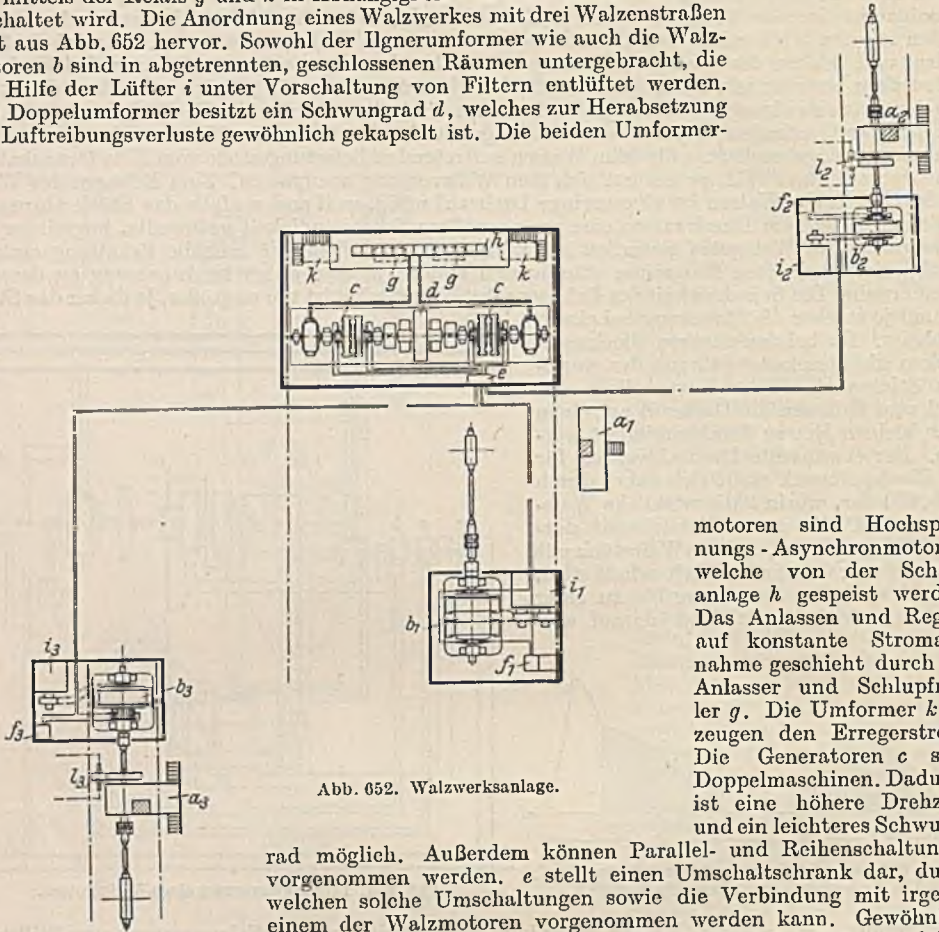 schaltet wird. Die Anordnung eines Walzwerkes mit drei Walzenstraßen
aus Abb. 652 hervor. Sowohl der Ilgnerumformer wie auch die Walz-
toren b sind in abgetrennten, geschlossenen Räumen untergebracht, die
Hilfe der Lüfter i unter Vorschaltung von Filtern entlüftet werden.
Doppelumformer besitzt ein Schwungrad d, welches zur Herabsetzung
Luftreibungsverluste gewöhnlich gekapselt ist. Die beiden Umformer-
a2
l2
f2
i2
b2
h
k g g k
c d c
e
a1
i1
b1
f1
i3
b3
f3
l3
a3
Abb. 652. Walzwerksanlage.
motoren sind Hochsp
nungs-Asynchronmotor
welche von der Sch
anlage h gespeist werd
Das Anlassen und Reg
auf konstante Stroma
nahme geschieht durch
Anlasser und Schlupfr
ler g. Die Umformer k
zeugen den Erregerstr
Die Generatoren c s
Doppelmaschinen. Dadu
ist eine höhere Drehz
und ein leichteres Schwu
rad möglich. Außerdem können Parallel- und Reihenschaltun
vorgenommen werden. e stellt einen Umschaltschrank dar, du
welchen solche Umschaltungen sowie die Verbindung mit irge
einem der Walzmotoren vorgenommen werden kann. Gewöhn